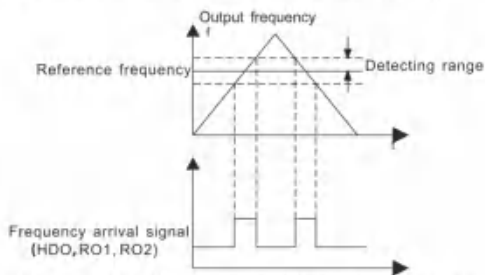 Output frequency
f
Reference frequency
Detecting range
t
Frequency arrival signal
(HDO, RO1, RO2)